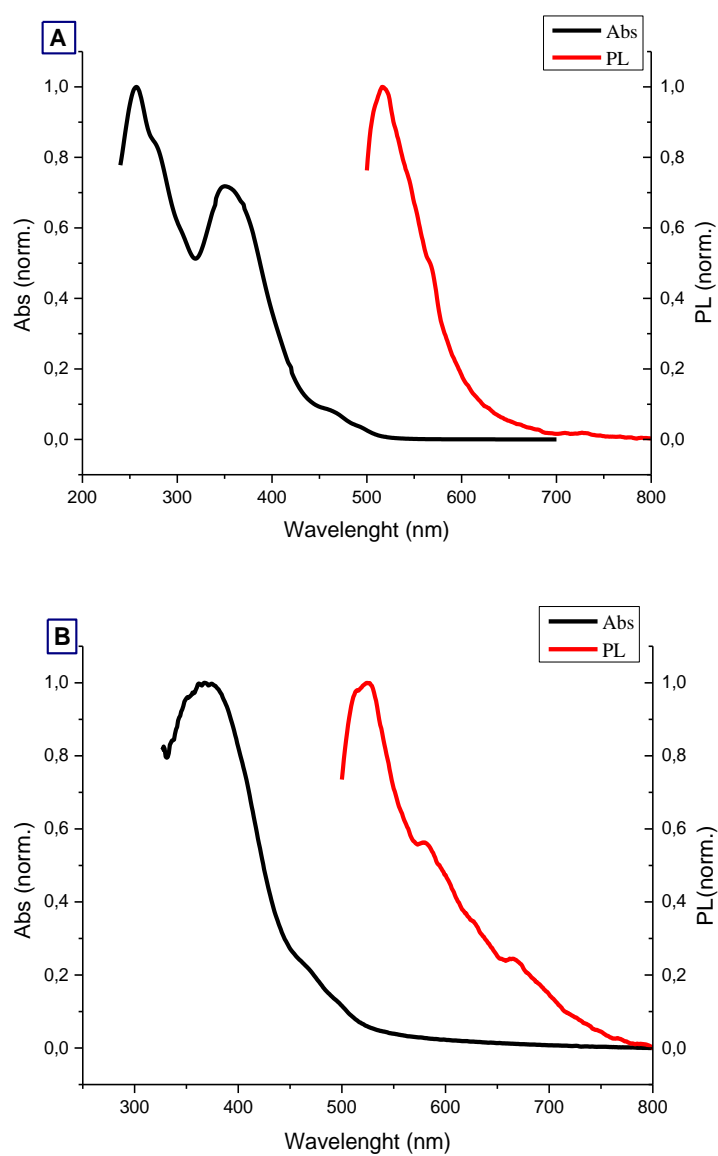 A
Abs
PL
1,0
0,8
0,6
0,4
0,2
0,0
Abs (norm.)
1,0
0,8
0,6
0,4
0,2
0,0
PL (norm.)
200 300 400 500 600 700 800
Wavelenght (nm)
B
Abs
PL
1,0
0,8
0,6
0,4
0,2
0,0
Abs (norm.)
1,0
0,8
0,6
0,4
0,2
0,0
PL(norm.)
300 400 500 600 700 800
Wavelenght (nm)